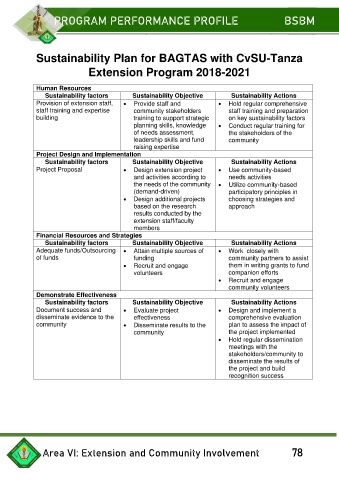 PROGRAM PERFORMANCE PROFILE BSBM
Sustainability Plan for BAGTAS with CvSU-Tanza
Extension Program 2018-2021
Human Resources
Sustainability factors Sustainability Objective Sustainability Actions
Provision of extension staff,
staff training and expertise
building
• Provide staff and
community stakeholders
training to support strategic
planning skills, knowledge
of needs assessment,
leadership skills and fund
raising expertise
• Hold regular comprehensive
staff training and preparation
on key sustainability factors
• Conduct regular training for
the stakeholders of the
community
Project Design and Implementation
Sustainability factors Sustainability Objective Sustainability Actions
Project Proposal
• Design extension project
and activities according to
the needs of the community
(demand-driven)
• Design additional projects
based on the research
results conducted by the
extension staff/faculty
members
• Use community-based
needs activities
• Utilize community-based
participatory principles in
choosing strategies and
approach
Financial Resources and Strategies
Sustainability factors Sustainability Objective Sustainability Actions
Adequate funds/Outsourcing
of funds
• Attain multiple sources of
funding
• Recruit and engage
volunteers
• Work closely with
community partners to assist
them in writing grants to fund
companion efforts
• Recruit and engage
community volunteers
Demonstrate Effectiveness
Sustainability factors Sustainability Objective Sustainability Actions
Document success and
disseminate evidence to the
community
• Evaluate project
effectiveness
• Disseminate results to the
community
• Design and implement a
comprehensive evaluation
plan to assess the impact of
the project implemented
• Hold regular dissemination
meetings with the
stakeholders/community to
disseminate the results of
the project and build
recognition success
Area VI: Extension and Community Involvement 78